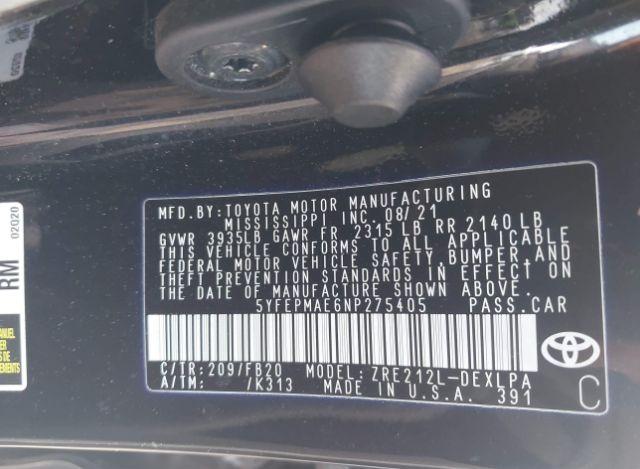 MFD.BY:TOYOTA MOTOR MANUFACTURING
MISSISSIPPI INC. 08/21
GVWR 3935LB GAWR FR 2315 LB RR 2140LB
THIS VEHICLE CONFORMS TO ALL APPLICABLE
FEDERAL MOTOR VEHICLE SAFETY,BUMPER,AND
THEFT PREVENTION STANDARDS IN EFFECT ON
THE DATE OF MANUFACTURE SHOWN ABOVE.
5YFEPMAE6NP275405 PASS.CAR
C/TR:209/FB20 MODEL: ZRE212L-DEXLPA
A/TM: /K313 MADE IN U.S.A. 391
C
RM
02020